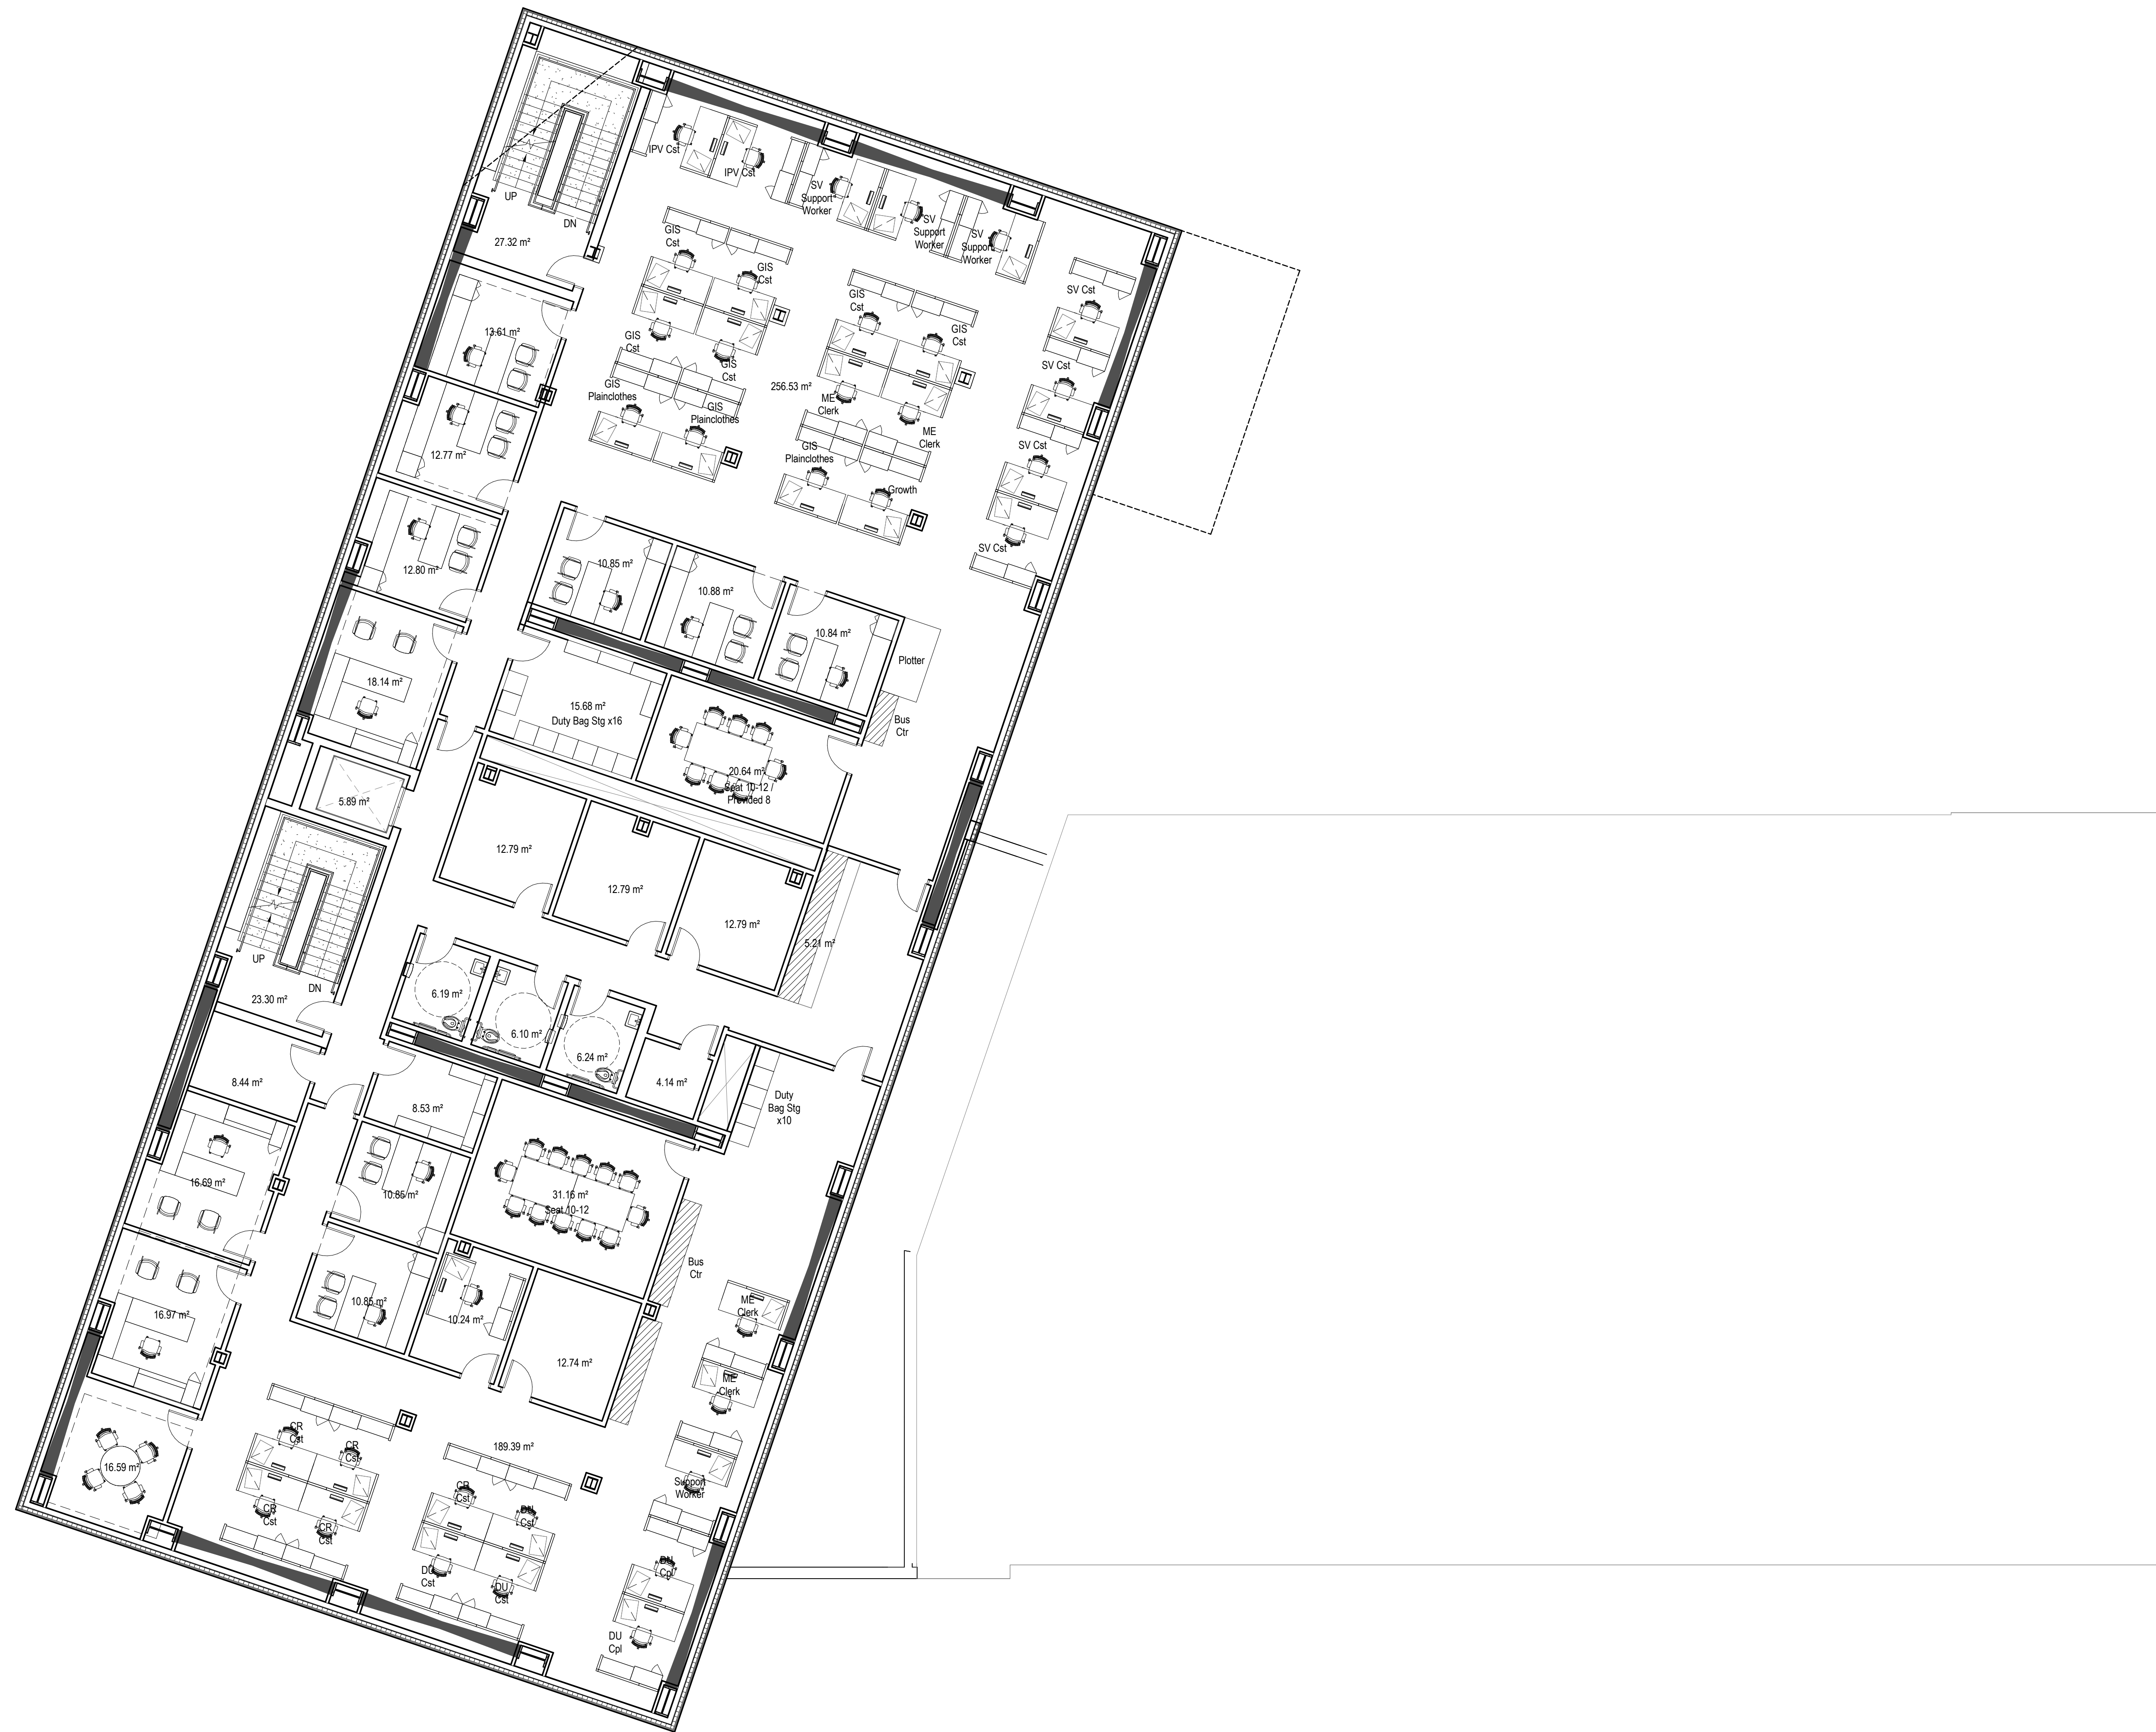 IPV Cst
IPV Cst
SV
Support
Worker
SV
Support
Worker
SV
Support
Worker
UP
DN
27.32 m²
GIS
Cst
GIS
Cst
SV Cst
GIS
Cst
GIS
Cst
13.61 m²
GIS
Cst
GIS
Cst
SV Cst
256.53 m²
GIS
Plainclothes
GIS
Plainclothes
ME
Clerk
ME
Clerk
SV Cst
12.77 m²
GIS
Plainclothes
Growth
SV Cst
12.80 m²
10.85 m²
10.88 m²
10.84 m²
Plotter
18.14 m²
15.68 m²
Duty Bag Stg x16
Bus
Ctr
20.64 m²
Seat 10-12 /
Provided 8
5.89 m²
12.79 m²
12.79 m²
12.79 m²
5.21 m²
UP
DN
23.30 m²
6.19 m²
6.10 m²
6.24 m²
4.14 m²
8.44 m²
8.53 m²
Duty
Bag Stg
x10
16.69 m²
10.85 m²
31.16 m²
Seat 10-12
Bus
Ctr
16.97 m²
10.85 m²
10.24 m²
12.74 m²
ME
Clerk
ME
Clerk
CR
Cst
CR
Cst
189.39 m²
16.59 m²
CR
Cst
Support
Worker
CR
Cst
CR
Cst
Cst
DU
Cst
DU
Cst
Cpl
DU
Cpl